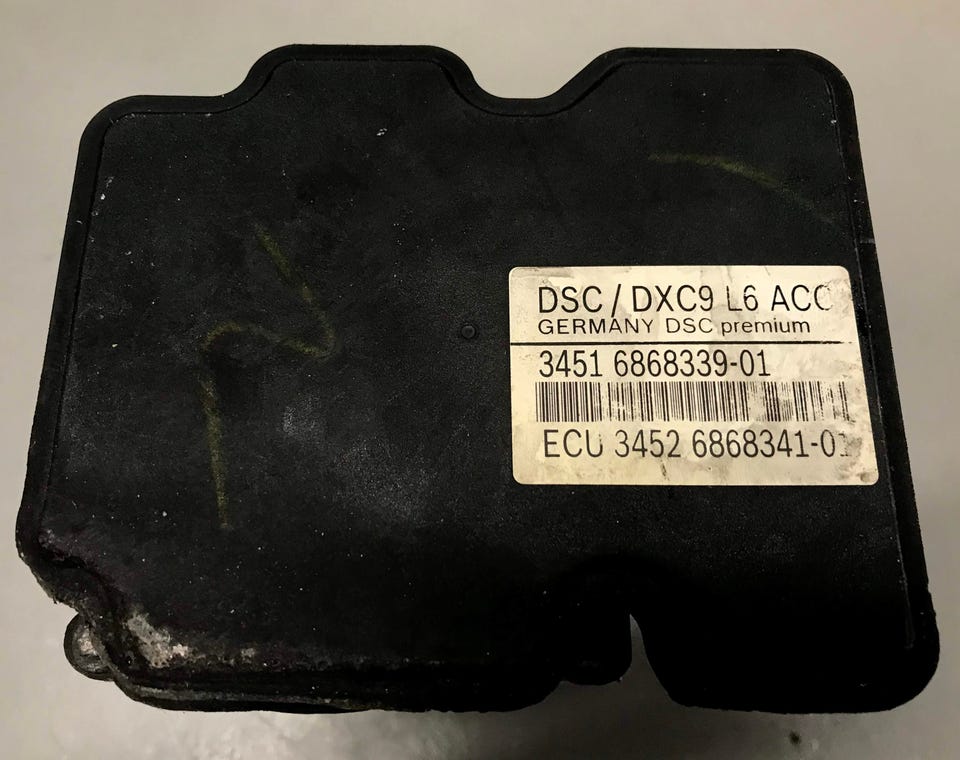 DSC / DXC9 L6 ACC
GERMANY DSC premium
3451 6868339-01
ECU 3452 6868341-01